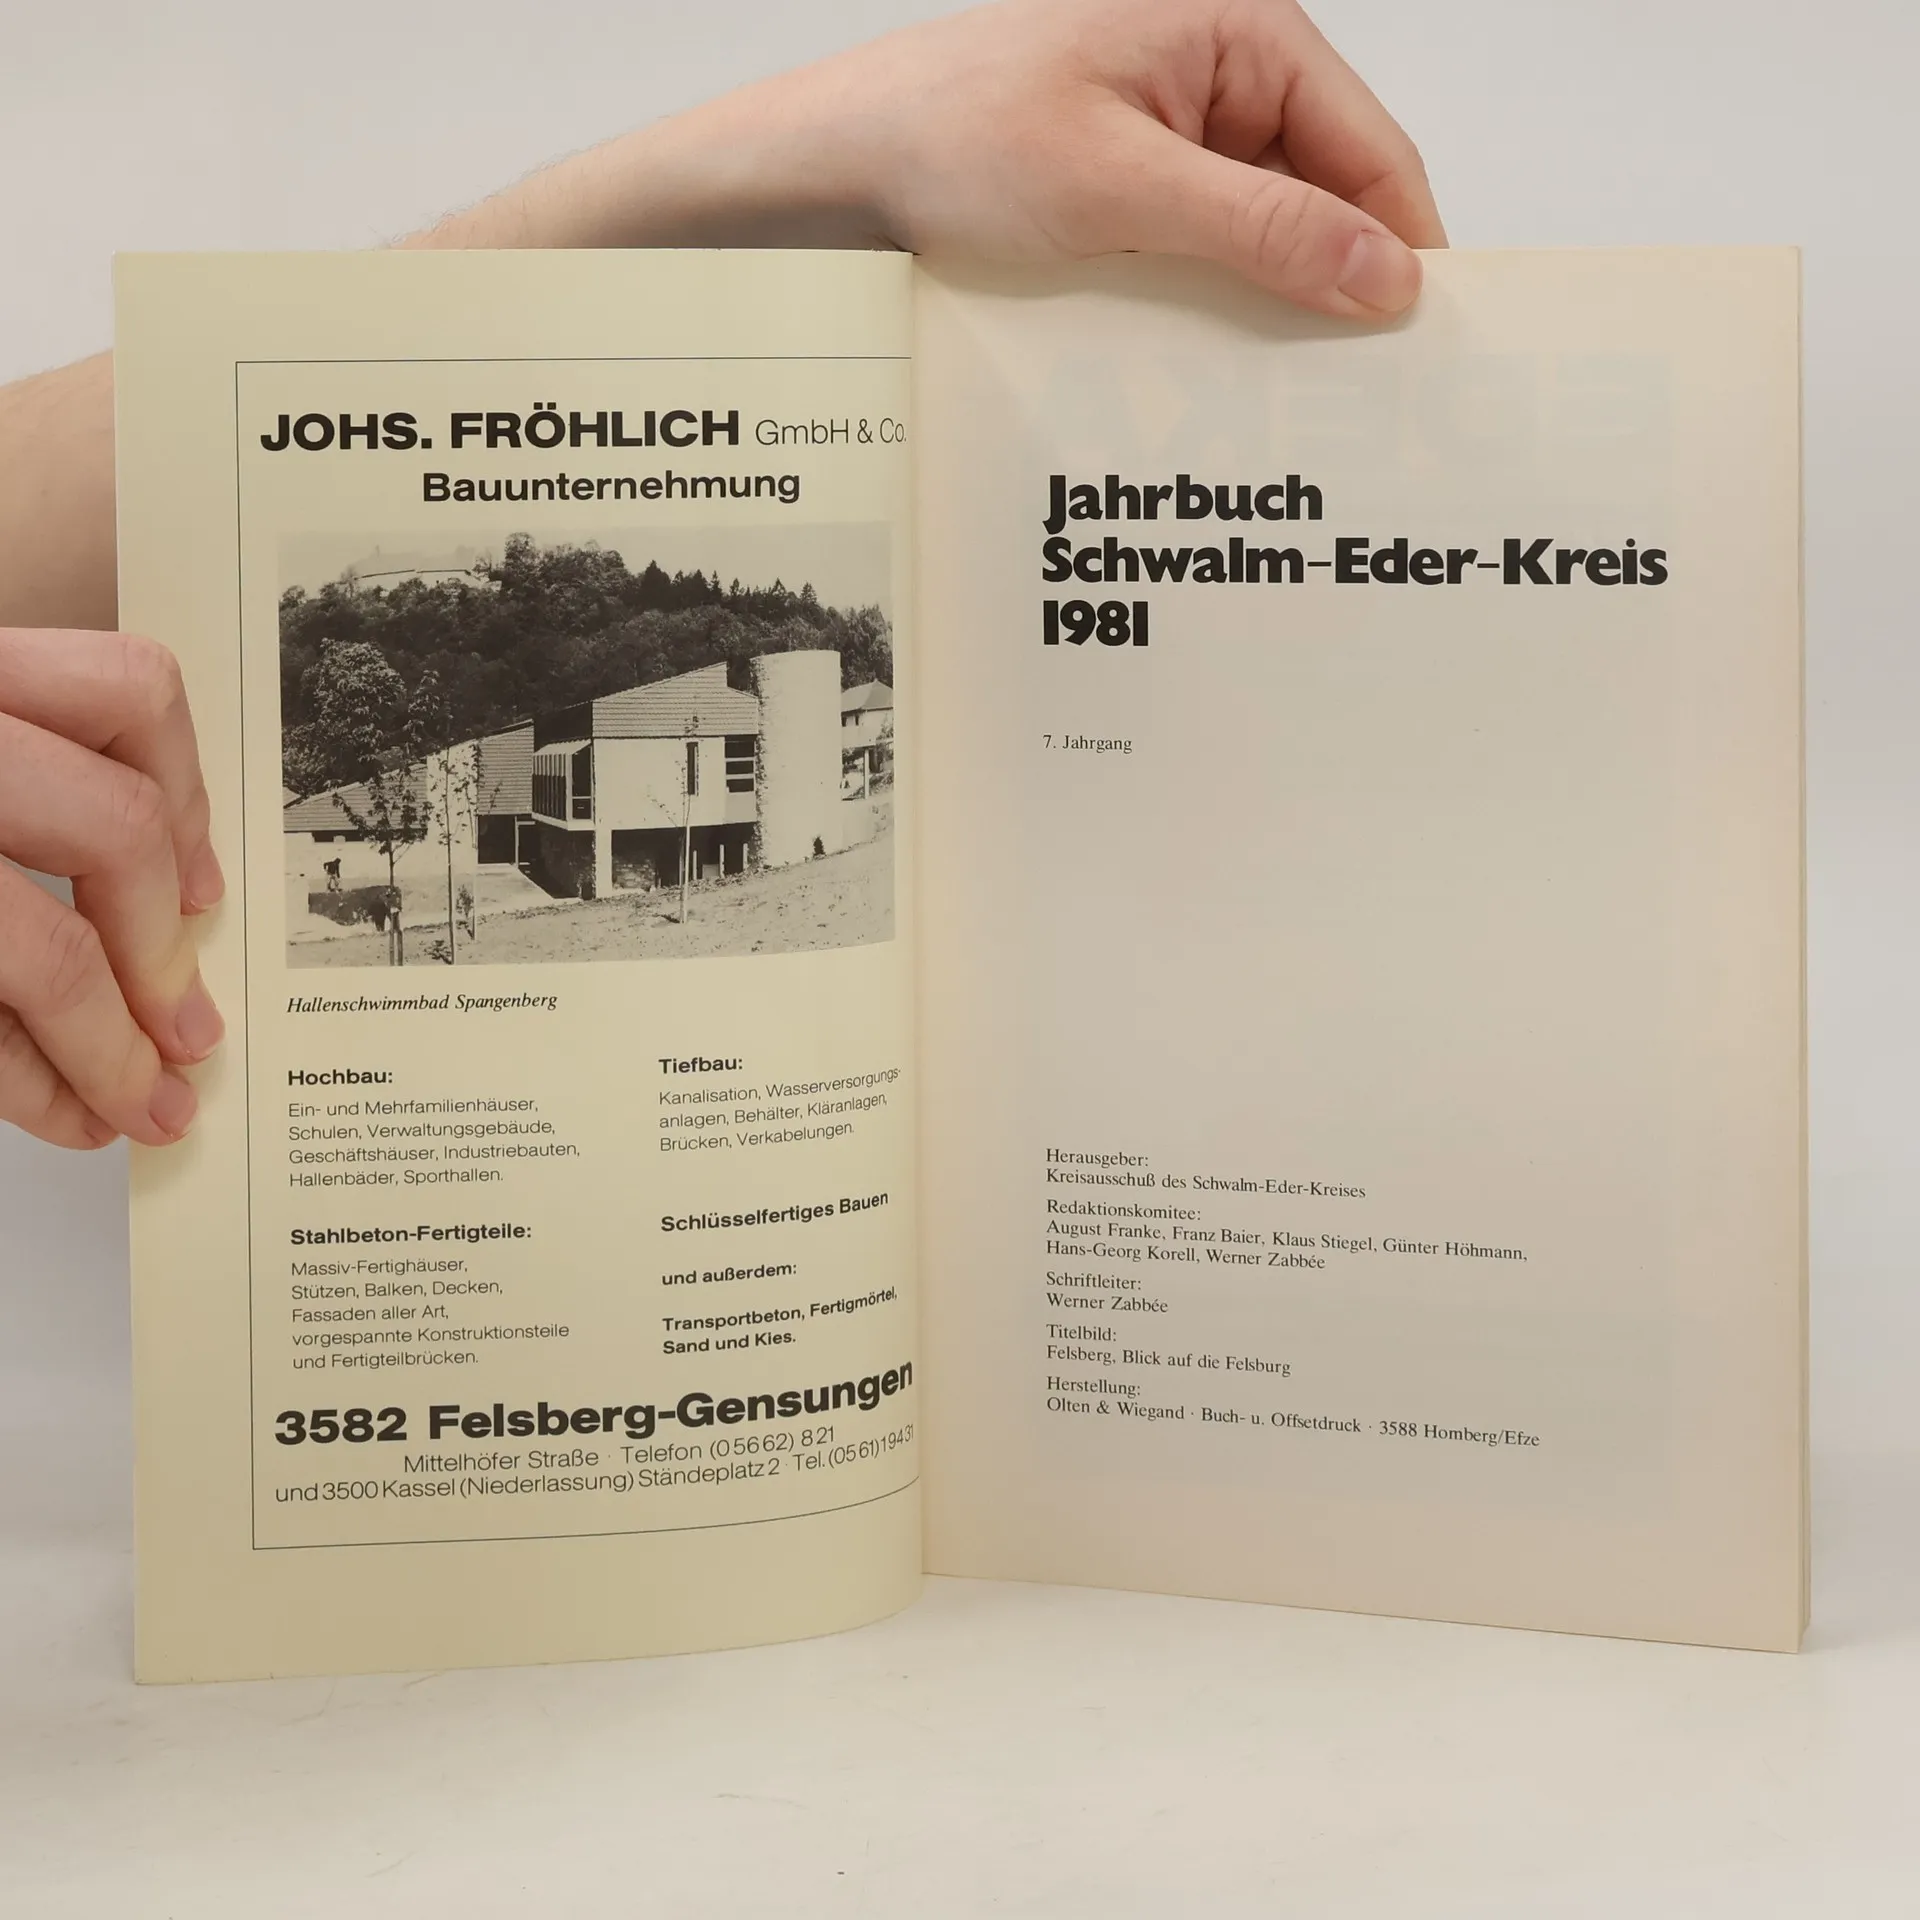 JOHS. FRÖHLICH GmbH & Co.
Bauunternehmung
Hallenschwimmbad Spangenberg
Hochbau:
Ein- und Mehrfamilienhäuser,
Schulen, Verwaltungsgebäude,
Geschäftshäuser, Industriebauten,
Hallenbäder, Sporthallen.
Stahlbeton-Fertigteile:
Massiv-Fertighäuser,
Stützen, Balken, Decken,
Fassaden aller Art,
vorgespannte Konstruktionsteile
und Fertigteilbrücken.
Tiefbau:
Kanalisation, Wasserversorgungs-
anlagen, Behälter, Kläranlagen,
Brücken, Verkabelungen.
Schlüsselfertiges Bauen
und außerdem:
Transportbeton, Fertigmörtel,
Sand und Kies.
3582 Felsberg-Gensungen
Mittelhöfer Straße · Telefon (05662) 821
und 3500 Kassel (Niederlassung) Ständeplatz 2 · Tel. (0561) 19431
Jahrbuch
Schwalm-Eder-Kreis
1981
7. Jahrgang
Herausgeber:
Kreisausschuß des Schwalm-Eder-Kreises
Redaktionskomitee:
August Franke, Franz Baier, Klaus Stiegel, Günter Höhmann,
Hans-Georg Korell, Werner Zabbée
Schriftleiter:
Werner Zabbée
Titelbild:
Felsberg, Blick auf die Felsburg
Herstellung:
Olten & Wiegand · Buch- u. Offsetdruck · 3588 Homberg/Efze